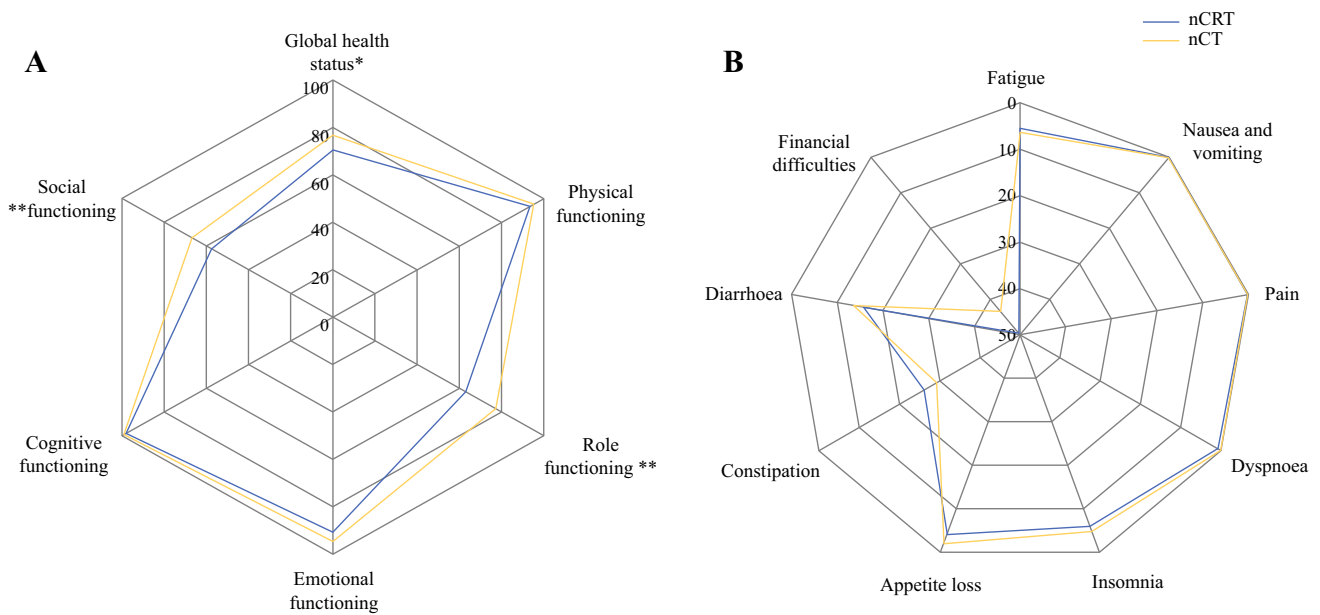 A
Global health
status*
100
80
60
40
20
0
Physical
functioning
Role
functioning **
Emotional
functioning
Cognitive
functioning
Social
**functioning
nCRT
nCT
B
Fatigue
0
10
20
30
40
50
Nausea and
vomiting
Pain
Dyspnoea
Insomnia
Appetite loss
Constipation
Diarrhoea
Financial
difficulties